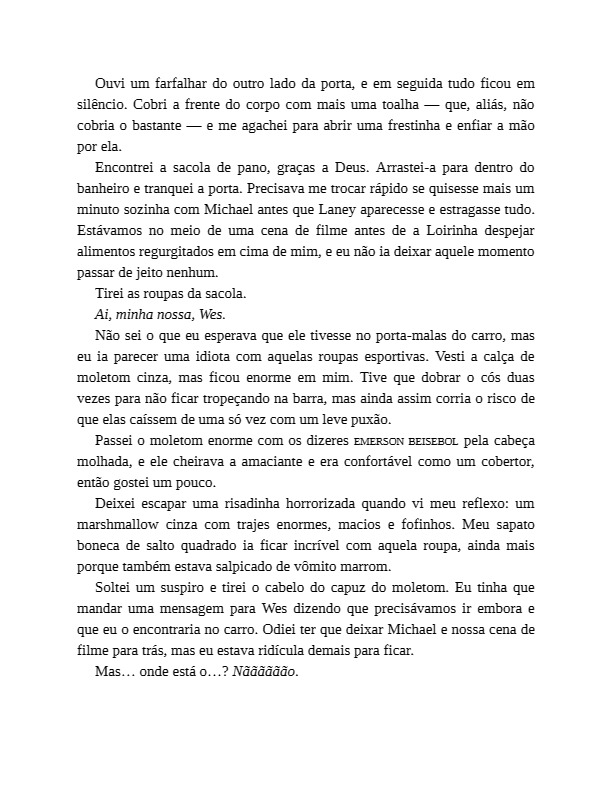 Ouvi um farfalhar do outro lado da porta, e em seguida tudo ficou em
silêncio. Cobri a frente do corpo com mais uma toalha — que, aliás, não
cobria o bastante — e me agachei para abrir uma frestinha e enfiar a mão
por ela.
Encontrei a sacola de pano, graças a Deus. Arrastei-a para dentro do
banheiro e tranquei a porta. Precisava me trocar rápido se quisesse mais um
minuto sozinha com Michael antes que Laney aparecesse e estragasse tudo.
Estávamos no meio de uma cena de filme antes de a Loirinha despejar
alimentos regurgitados em cima de mim, e eu não ia deixar aquele momento
passar de jeito nenhum.
Tirei as roupas da sacola.
Ai, minha nossa, Wes.
Não sei o que eu esperava que ele tivesse no porta-malas do carro, mas
eu ia parecer uma idiota com aquelas roupas esportivas. Vesti a calça de
moletom cinza, mas ficou enorme em mim. Tive que dobrar o cós duas
vezes para não ficar tropeçando na barra, mas ainda assim corria o risco de
que elas caíssem de uma só vez com um leve puxão.
Passei o moletom enorme com os dizeres EMERSON BEISEBOL pela cabeça
molhada, e ele cheirava a amaciante e era confortável como um cobertor,
então gostei um pouco.
Deixei escapar uma risadinha horrorizada quando vi meu reflexo: um
marshmallow cinza com trajes enormes, macios e fofinhos. Meu sapato
boneca de salto quadrado ia ficar incrível com aquela roupa, ainda mais
porque também estava salpicado de vômito marrom.
Soltei um suspiro e tirei o cabelo do capuz do moletom. Eu tinha que
mandar uma mensagem para Wes dizendo que precisávamos ir embora e
que eu o encontraria no carro. Odiei ter que deixar Michael e nossa cena de
filme para trás, mas eu estava ridícula demais para ficar.
Mas… onde está o…? Nãããããão.